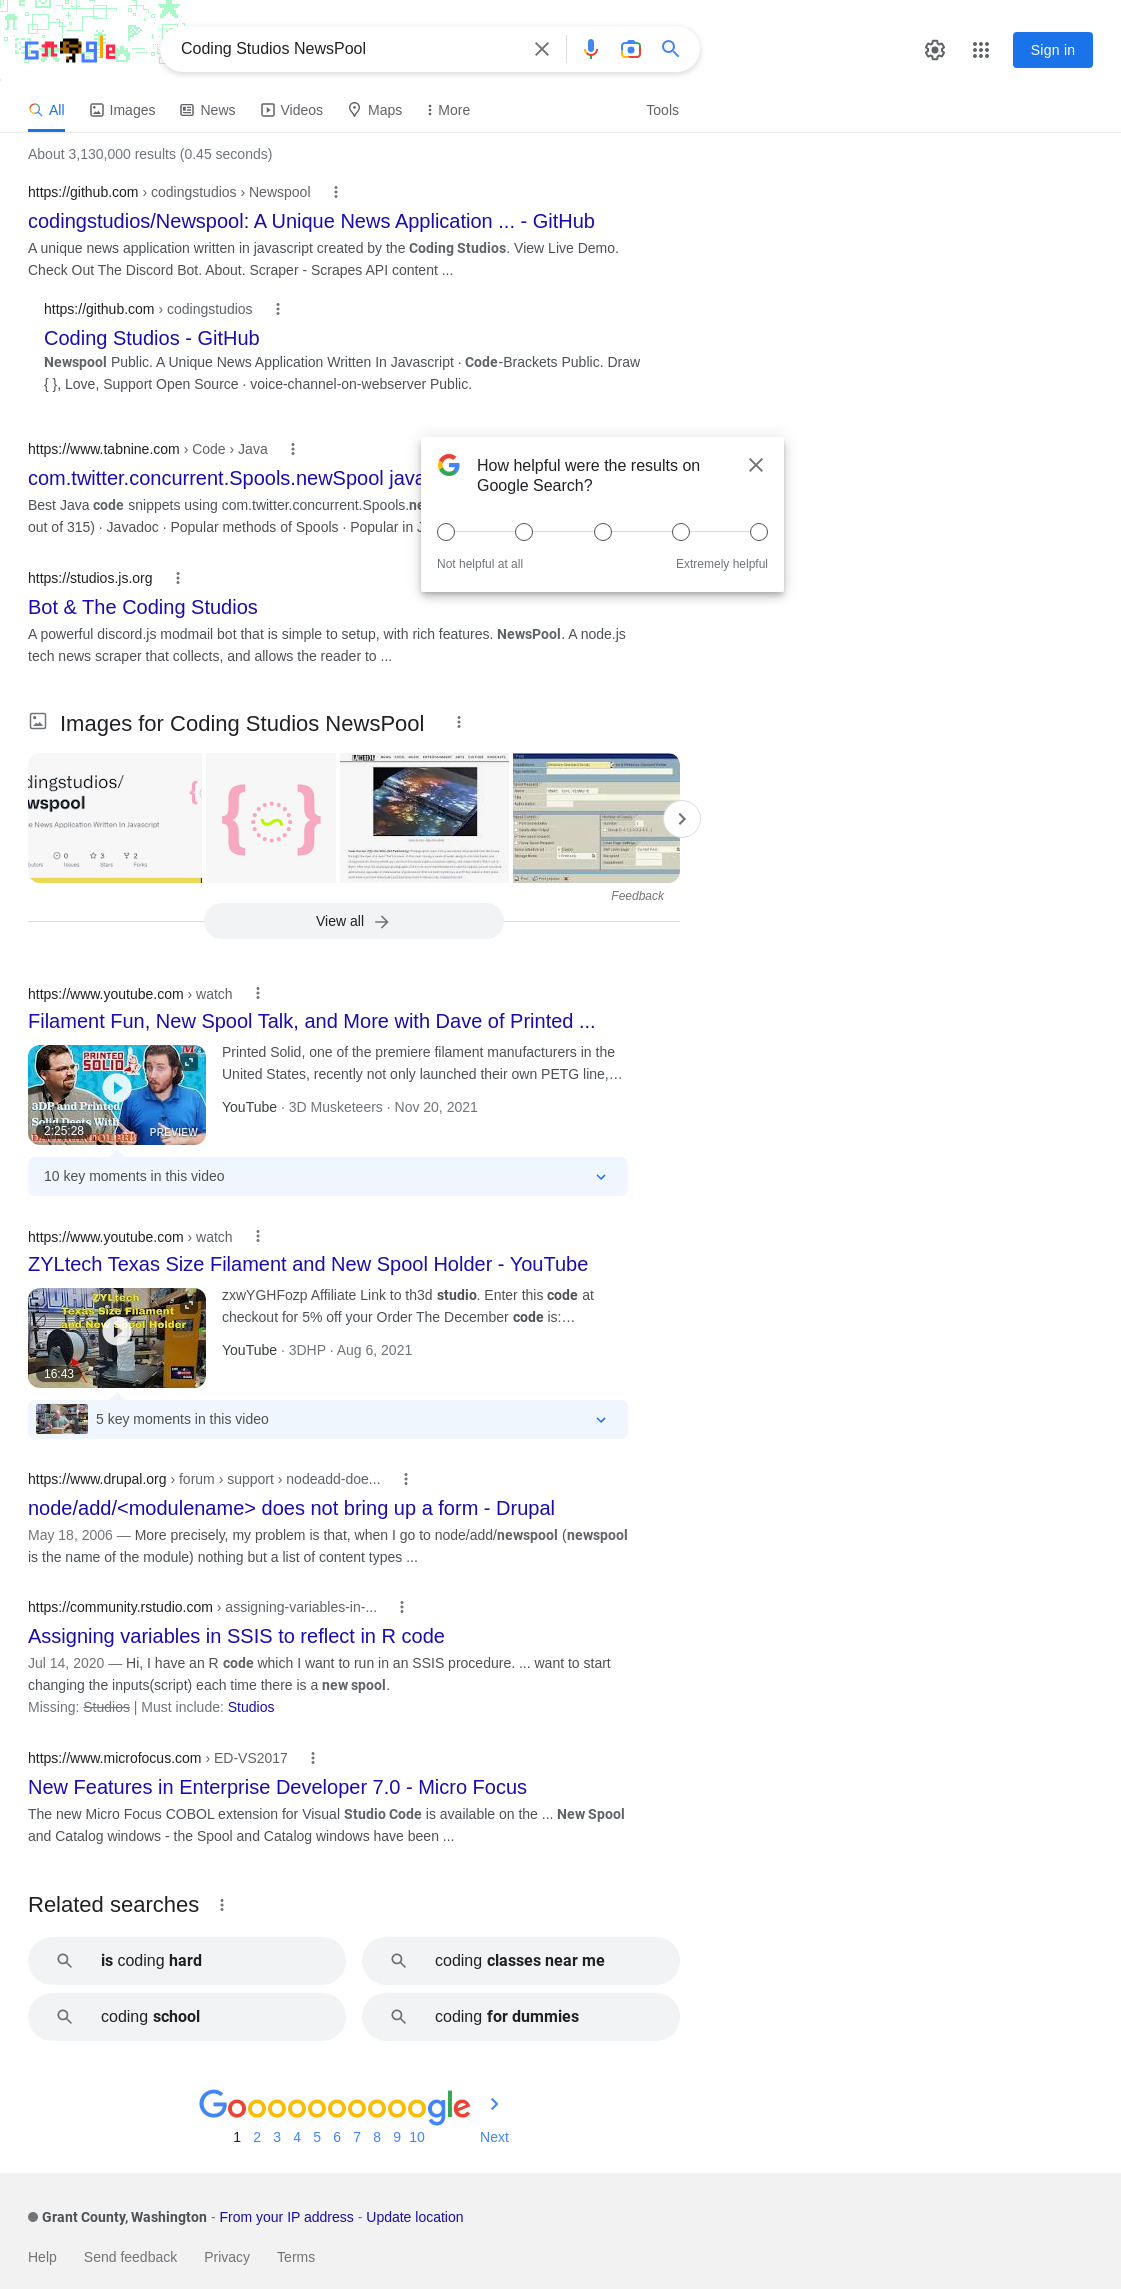 Coding Studios NewsPool
Sign in
All
Images
News
Videos
Maps
More
Tools
About 3,130,000 results (0.45 seconds)
https://github.com › codingstudios › Newspool
codingstudios/Newspool: A Unique News Application ... - GitHub
A unique news application written in javascript created by the Coding Studios. View Live Demo.
Check Out The Discord Bot. About. Scraper - Scrapes API content ...
https://github.com › codingstudios
Coding Studios - GitHub
Newspool Public. A Unique News Application Written In Javascript · Code-Brackets Public. Draw
{ }, Love, Support Open Source · voice-channel-on-webserver Public.
https://www.tabnine.com › Code › Java
com.twitter.concurrent.Spools.newSpool java
Best Java code snippets using com.twitter.concurrent.Spools.ne
out of 315) · Javadoc · Popular methods of Spools · Popular in J
How helpful were the results on
Google Search?
Not helpful at all
Extremely helpful
https://studios.js.org
Bot & The Coding Studios
A powerful discord.js modmail bot that is simple to setup, with rich features. NewsPool. A node.js
tech news scraper that collects, and allows the reader to ...
Images for Coding Studios NewsPool
dingstudios/
wspool
e News Application Written In Javascript
0
3
2
Issues
Stars
Forks
WEEKLY
Feedback
View all
https://www.youtube.com › watch
Filament Fun, New Spool Talk, and More with Dave of Printed ...
PRINTED
SOLID
3DP and Printed
Solid Deets With
2:25:28
PREVIEW
Printed Solid, one of the premiere filament manufacturers in the
United States, recently not only launched their own PETG line,...
YouTube · 3D Musketeers · Nov 20, 2021
10 key moments in this video
https://www.youtube.com › watch
ZYLtech Texas Size Filament and New Spool Holder - YouTube
ZYLtech
Texas Size Filament
and New Spool Holder
16:43
zxwYGHFozp Affiliate Link to th3d studio. Enter this code at
checkout for 5% off your Order The December code is:...
YouTube · 3DHP · Aug 6, 2021
5 key moments in this video
https://www.drupal.org › forum › support › nodeadd-doe...
node/add/<modulename> does not bring up a form - Drupal
May 18, 2006 — More precisely, my problem is that, when I go to node/add/newspool (newspool
is the name of the module) nothing but a list of content types ...
https://community.rstudio.com › assigning-variables-in-...
Assigning variables in SSIS to reflect in R code
Jul 14, 2020 — Hi, I have an R code which I want to run in an SSIS procedure. ... want to start
changing the inputs(script) each time there is a new spool.
Missing: Studios | Must include: Studios
https://www.microfocus.com › ED-VS2017
New Features in Enterprise Developer 7.0 - Micro Focus
The new Micro Focus COBOL extension for Visual Studio Code is available on the ... New Spool
and Catalog windows - the Spool and Catalog windows have been ...
Related searches
is coding hard
coding classes near me
coding school
coding for dummies
Goooooooooogle
1 2 3 4 5 6 7 8 9 10 Next
Grant County, Washington - From your IP address - Update location
Help Send feedback Privacy Terms